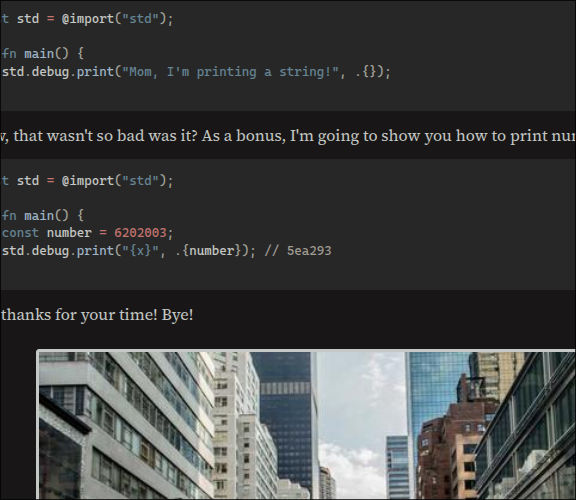 t std = @import("std");
fn main() {
std.debug.print("Mom, I'm printing a string!", .{});
w, that wasn't so bad was it? As a bonus, I'm going to show you how to print nu
t std = @import("std");
fn main() {
const number = 6202003;
std.debug.print("{x}", .{number}); // 5ea293
thanks for your time! Bye!